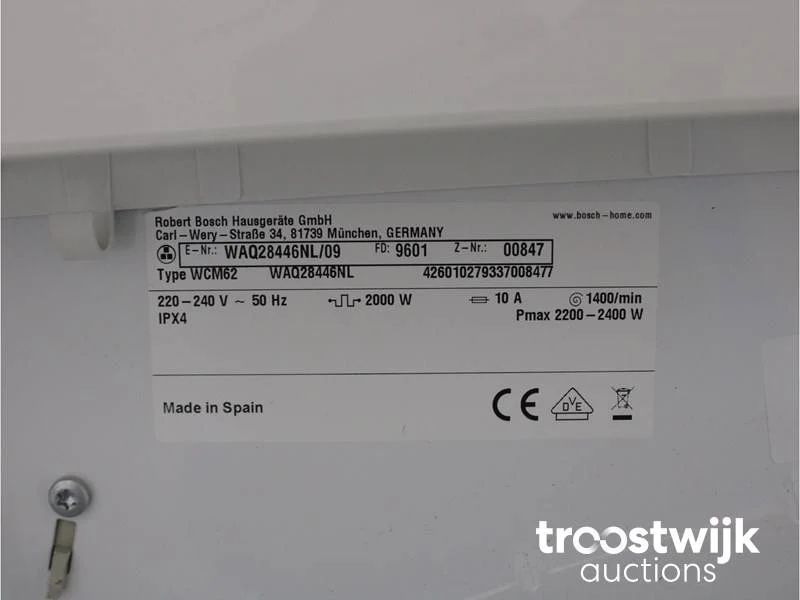 Robert Bosch Hausgeräte GmbH
www.bosch-home.com
Carl-Wery-Straße 34, 81739 München, GERMANY
E-Nr.: WAQ28446NL/09 FD: 9601 Z-Nr.: 00847
Type WCM62 WAQ28446NL 426010279337008477
220-240 V ~ 50 Hz 2000 W 10 A 1400/min
IPX4 Pmax 2200-2400 W
Made in Spain CE DVE
troostwijk
auctions